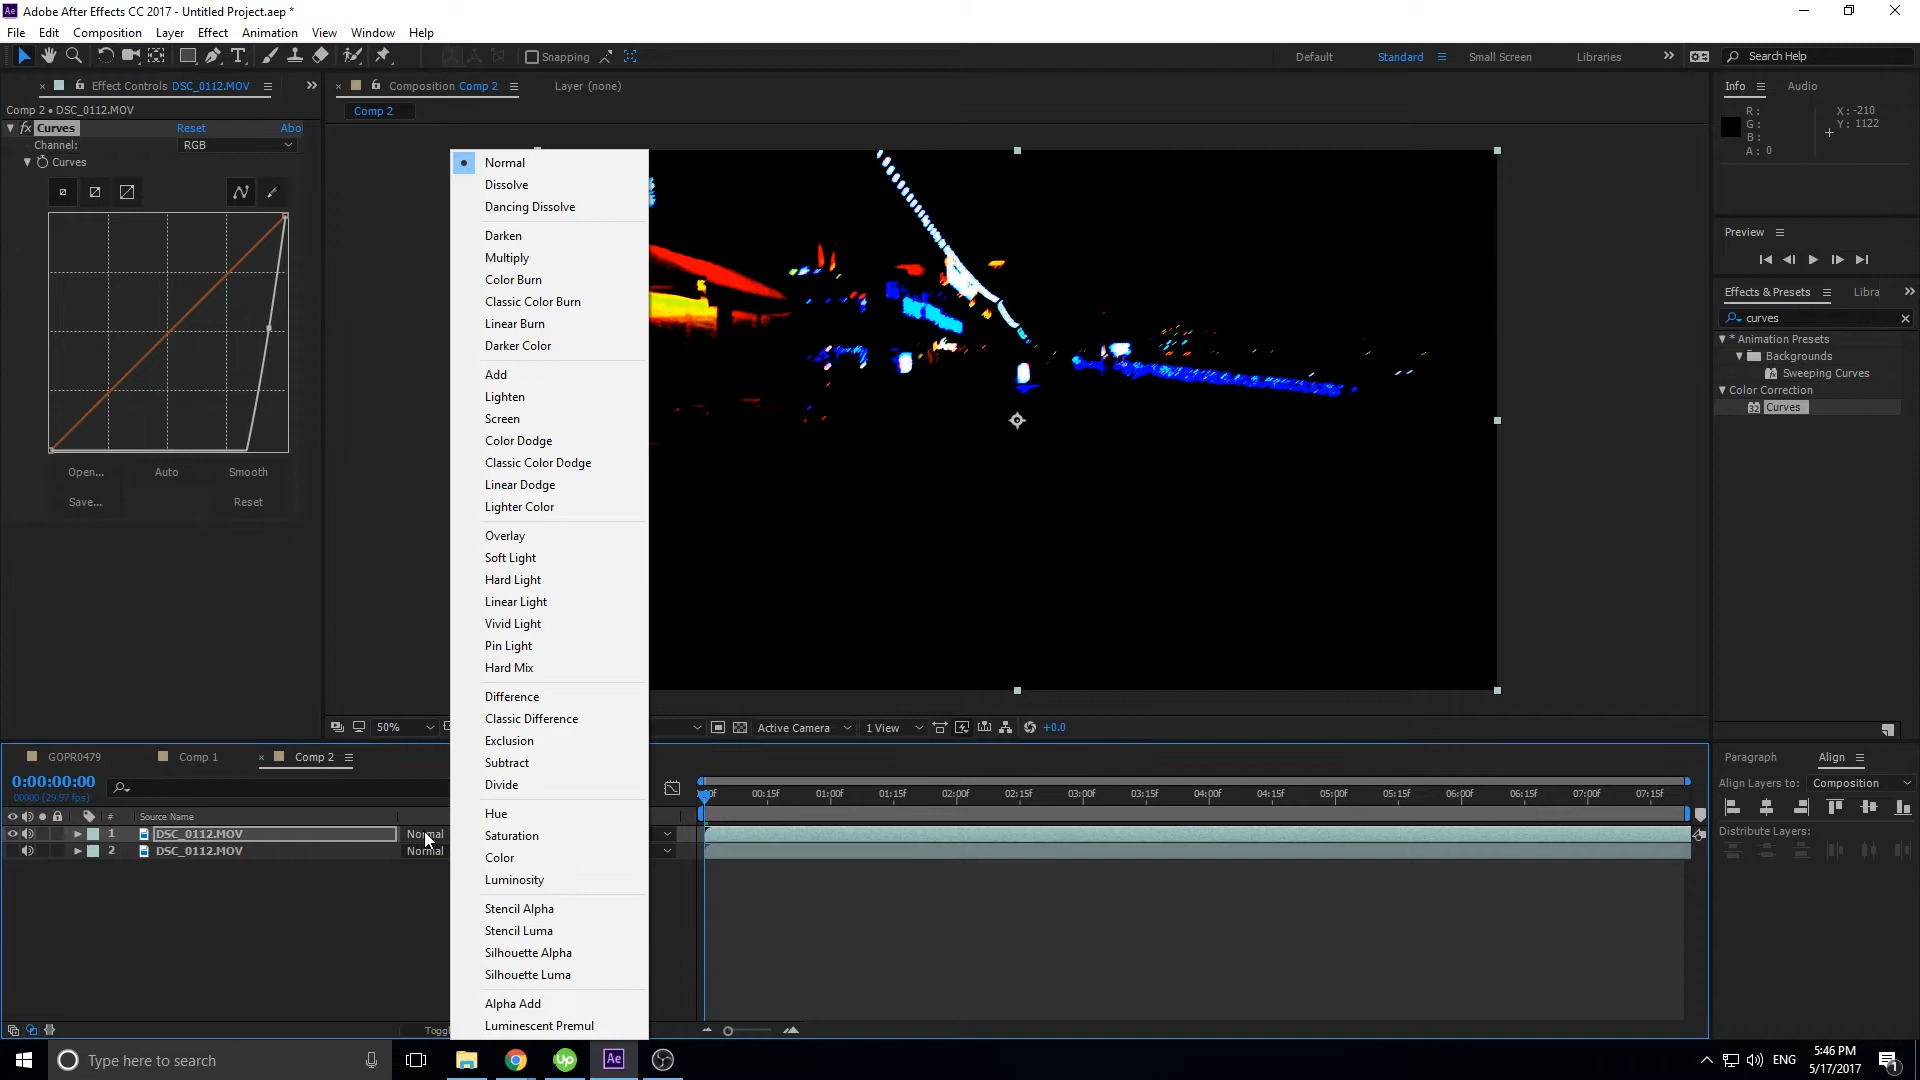 Adobe After Effects CC 2017 - Untitled Project.aep *
File Edit Composition Layer Effect Animation View Window Help
Snapping Default Standard Small Screen Libraries Search Help
Effect Controls DSC_0112.MOV Composition Comp 2 Layer (none) Info Audio
Comp 2 • DSC_0112.MOV Comp 2
fx Curves Reset Abo
Channel: RGB
Curves
R:
G:
B:
A: 0
X: -210
Y: 1122
Normal
Dissolve
Dancing Dissolve
Darken
Multiply
Color Burn
Classic Color Burn
Linear Burn
Darker Color
Add
Lighten
Screen
Color Dodge
Classic Color Dodge
Linear Dodge
Lighter Color
Overlay
Soft Light
Hard Light
Linear Light
Vivid Light
Pin Light
Hard Mix
Difference
Classic Difference
Exclusion
Subtract
Divide
Hue
Saturation
Color
Luminosity
Stencil Alpha
Stencil Luma
Silhouette Alpha
Silhouette Luma
Alpha Add
Luminescent Premul
Preview
Effects & Presets Libra
curves
* Animation Presets
Backgrounds
Sweeping Curves
Color Correction
32 Curves
Open... Auto Smooth
Save... Reset
50% Active Camera 1 View +0.0
GOPR0479 Comp 1 Comp 2
Paragraph Align
0:00:00:00
00000 (29.97 fps)
Align Layers to: Composition
00:15f 01:00f 01:15f 02:00f 02:15f 03:00f 03:15f 04:00f 04:15f 05:00f 05:15f 06:00f 06:15f 07:00f 07:15f
# Source Name
1 DSC_0112.MOV Normal
2 DSC_0112.MOV Normal
Distribute Layers:
Type here to search Up Ae ENG
5:46 PM
5/17/2017
1